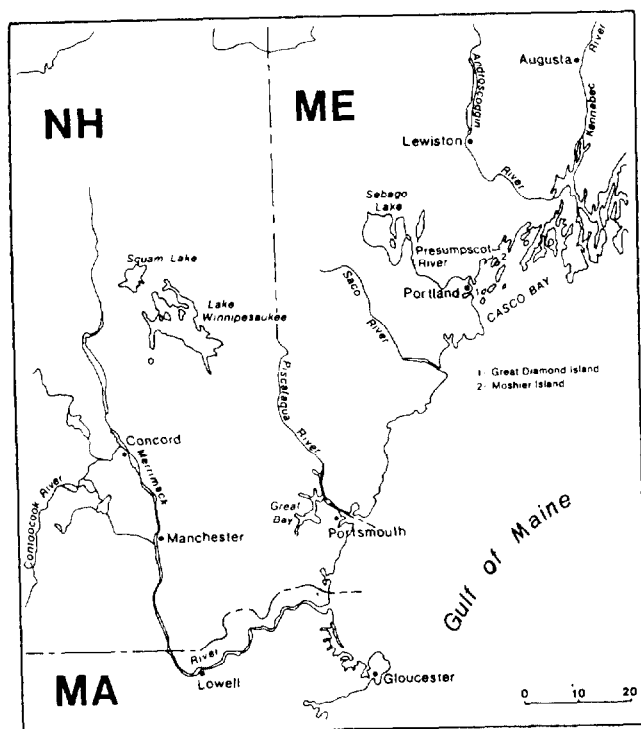 NH
ME
Augusta
River
Androscoggin
Kennebec
Lewiston
River
Sebago
Lake
Presumpscot
River
2
Squam Lake
Portland
1
CASCO BAY
Lake
Winnipesaukee
Saco
River
1- Great Diamond Island
2- Moshier Island
Piscataqua
River
Concord
Merrimack
Contoocook River
Great
Bay
Portsmouth
Manchester
Gulf of Maine
River
MA
Lowell
Gloucester
0 10 20